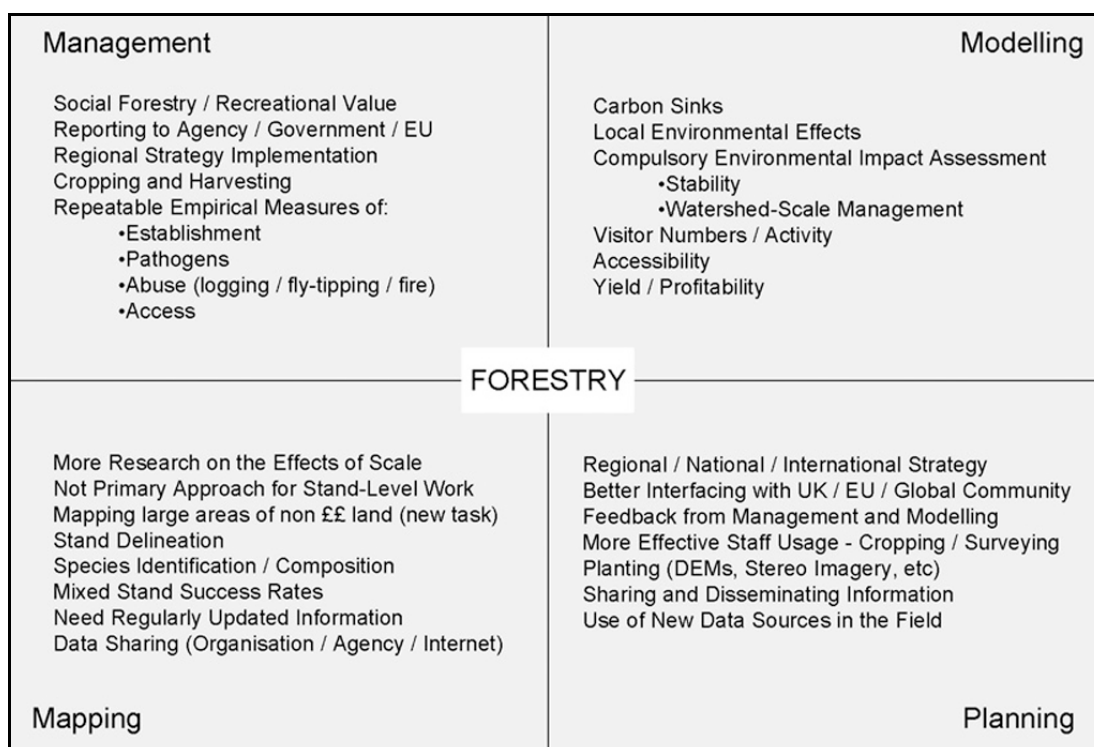 Management
Social Forestry / Recreational Value
Reporting to Agency / Government / EU
Regional Strategy Implementation
Cropping and Harvesting
Repeatable Empirical Measures of:
•Establishment
•Pathogens
•Abuse (logging / fly-tipping / fire)
•Access
Modelling
Carbon Sinks
Local Environmental Effects
Compulsory Environmental Impact Assessment
•Stability
•Watershed-Scale Management
Visitor Numbers / Activity
Accessibility
Yield / Profitability
FORESTRY
More Research on the Effects of Scale
Not Primary Approach for Stand-Level Work
Mapping large areas of non ££ land (new task)
Stand Delineation
Species Identification / Composition
Mixed Stand Success Rates
Need Regularly Updated Information
Data Sharing (Organisation / Agency / Internet)
Mapping
Regional / National / International Strategy
Better Interfacing with UK / EU / Global Community
Feedback from Management and Modelling
More Effective Staff Usage - Cropping / Surveying
Planting (DEMs, Stereo Imagery, etc)
Sharing and Disseminating Information
Use of New Data Sources in the Field
Planning